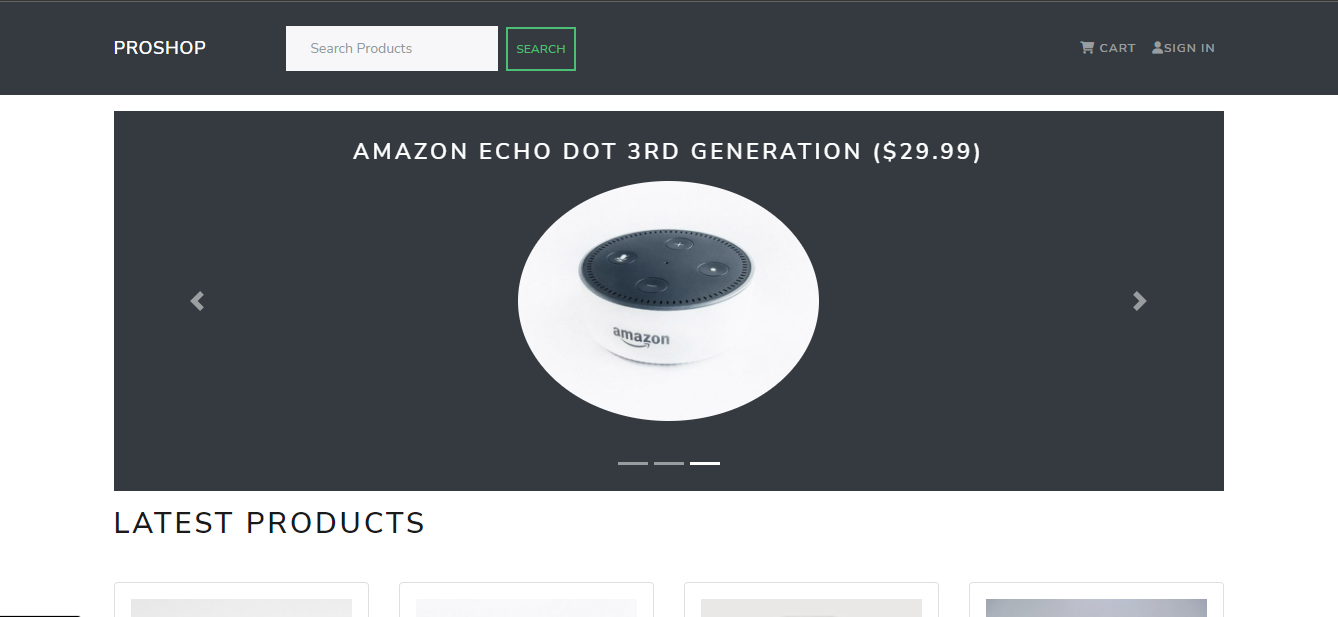 PROSHOP
Search Products
SEARCH
CART
SIGN IN
AMAZON ECHO DOT 3RD GENERATION ($29.99)
amazon
LATEST PRODUCTS